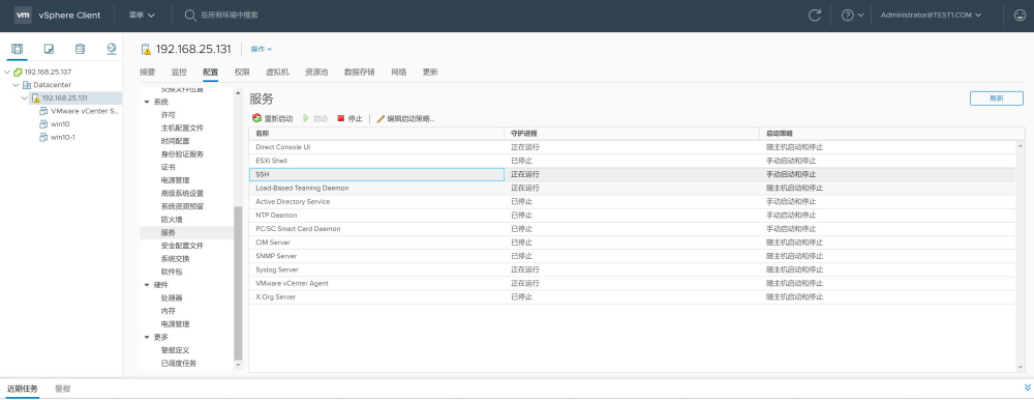 vm vSphere Client 菜单 在所有环境中搜索 Administrator@TEST1.COM
192.168.25.137
Datacenter
192.168.25.131
VMware vCenter S...
win10
win10-1
192.168.25.131 操作
摘要 监控 配置 权限 虚拟机 资源池 数据存储 网络 更新
交换文件位置
系统
许可
主机配置文件
时间配置
身份验证服务
证书
电源管理
高级系统设置
系统资源预留
防火墙
服务
安全配置文件
系统交换
软件包
硬件
处理器
内存
电源管理
更多
警报定义
已调度任务
服务 刷新
重新启动 启动 停止 编辑启动策略...
名称 守护进程 启动策略
Direct Console UI 正在运行 随主机启动和停止
ESXi Shell 已停止 手动启动和停止
SSH 正在运行 手动启动和停止
Load-Based Teaming Daemon 正在运行 随主机启动和停止
Active Directory Service 已停止 手动启动和停止
NTP Daemon 已停止 手动启动和停止
PC/SC Smart Card Daemon 已停止 手动启动和停止
CIM Server 已停止 随主机启动和停止
SNMP Server 已停止 随主机启动和停止
Syslog Server 正在运行 随主机启动和停止
VMware vCenter Agent 正在运行 随主机启动和停止
X.Org Server 已停止 随主机启动和停止
近期任务 警报